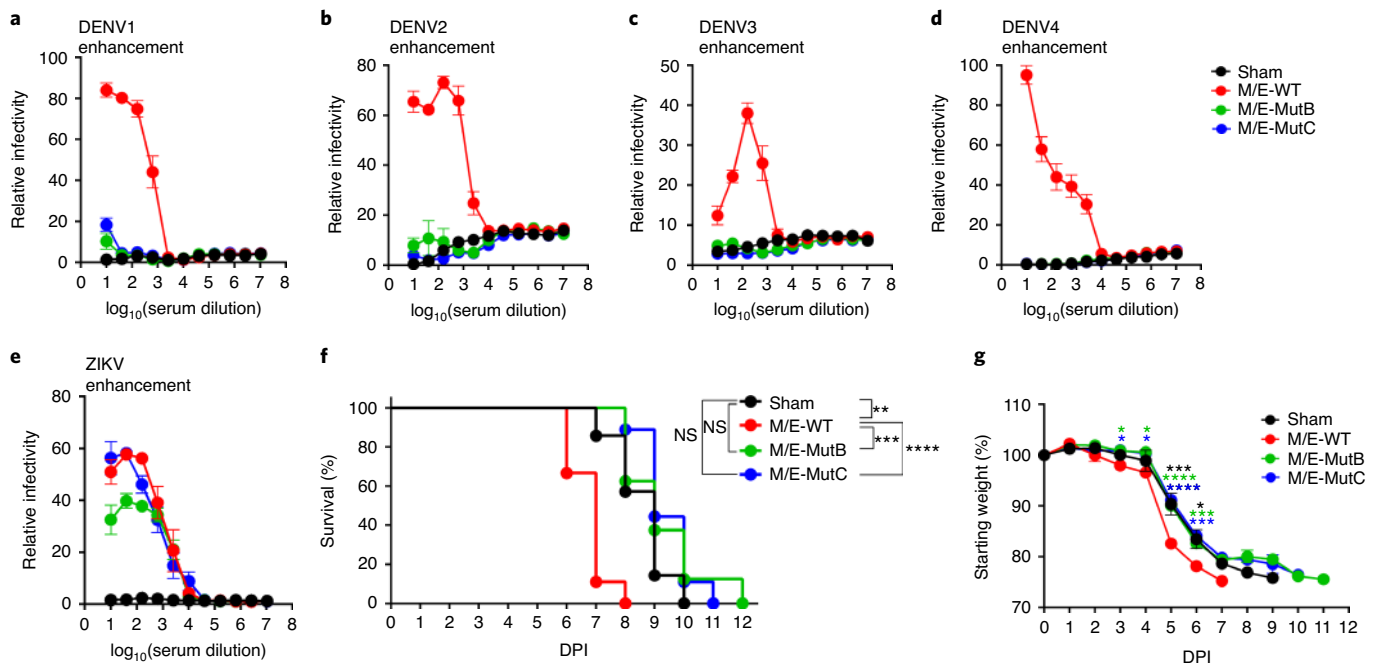 a
DENV1
enhancement
100
80
60
40
20
0
Relative infectivity
0 1 2 3 4 5 6 7 8
log10(serum dilution)
b
DENV2
enhancement
80
60
40
20
0
Relative infectivity
0 1 2 3 4 5 6 7 8
log10(serum dilution)
c
DENV3
enhancement
50
40
30
20
10
0
Relative infectivity
0 1 2 3 4 5 6 7 8
log10(serum dilution)
d
DENV4
enhancement
100
80
60
40
20
0
Relative infectivity
0 1 2 3 4 5 6 7 8
log10(serum dilution)
Sham
M/E-WT
M/E-MutB
M/E-MutC
e
ZIKV
enhancement
80
60
40
20
0
Relative infectivity
0 1 2 3 4 5 6 7 8
log10(serum dilution)
f
100
80
60
40
20
0
Survival (%)
0 1 2 3 4 5 6 7 8 9 10 11 12
DPI
NS
NS
Sham
M/E-WT
M/E-MutB
M/E-MutC
**
***
****
g
110
100
90
80
70
Starting weight (%)
0 1 2 3 4 5 6 7 8 9 10 11 12
DPI
*
*
*
*
***
****
****
*
***
***
Sham
M/E-WT
M/E-MutB
M/E-MutC